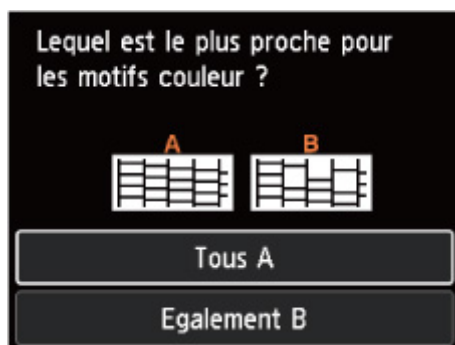 Lequel est le plus proche pour
les motifs couleur ?
A B
Tous A
Egalement B